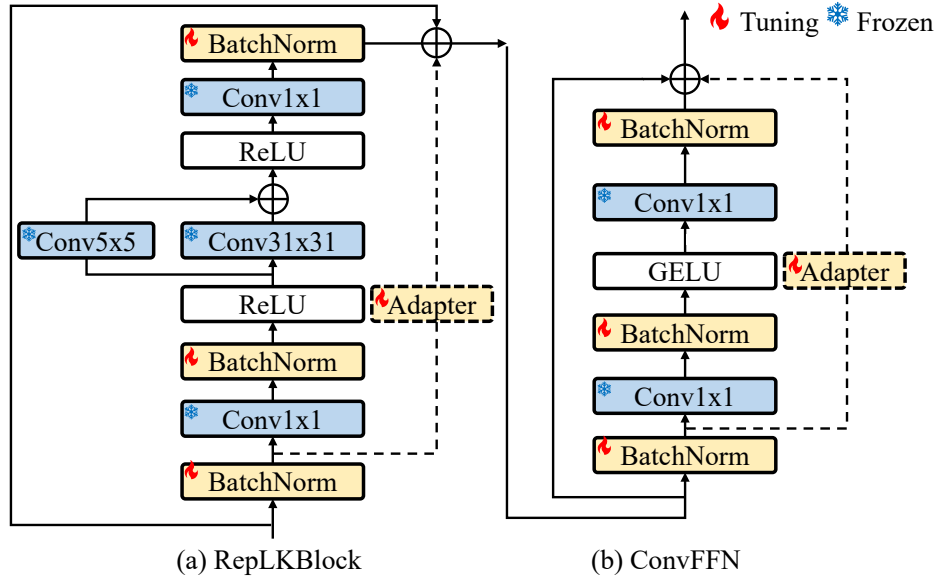 Tuning Frozen
BatchNorm
Conv1x1
ReLU
Conv5x5
Conv31x31
ReLU
Adapter
BatchNorm
Conv1x1
BatchNorm
(a) RepLKBlock
BatchNorm
Conv1x1
GELU
Adapter
BatchNorm
Conv1x1
BatchNorm
(b) ConvFFN